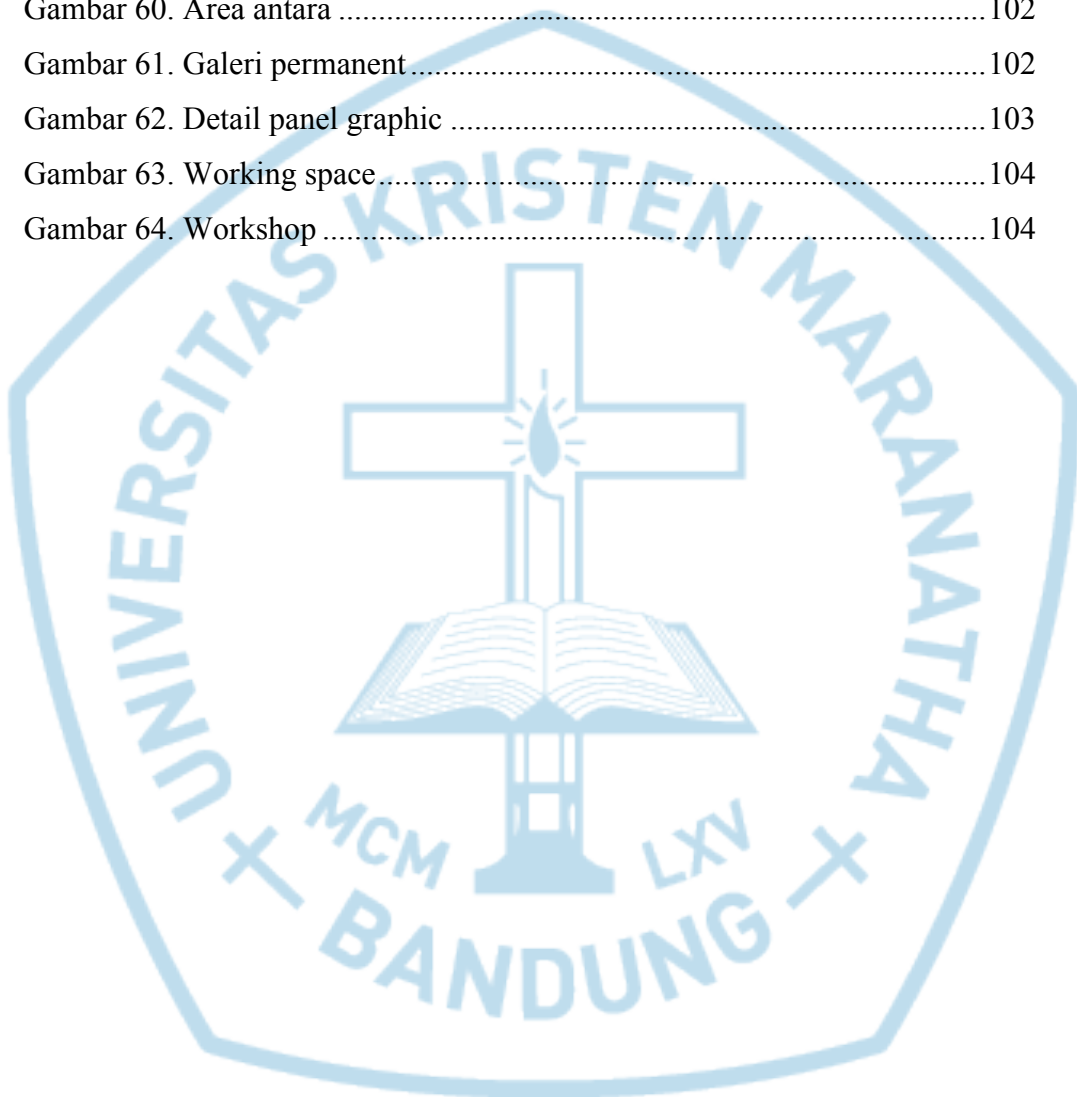 Gambar 60. Area antara ........................................................................................ 102
Gambar 61. Galeri permanent ............................................................................... 102
Gambar 62. Detail panel graphic .......................................................................... 103
Gambar 63. Working space ................................................................................... 104
Gambar 64. Workshop .......................................................................................... 104
UNIVERSITAS KRISTEN MARANATHA
MCM LXV
BANDUNG